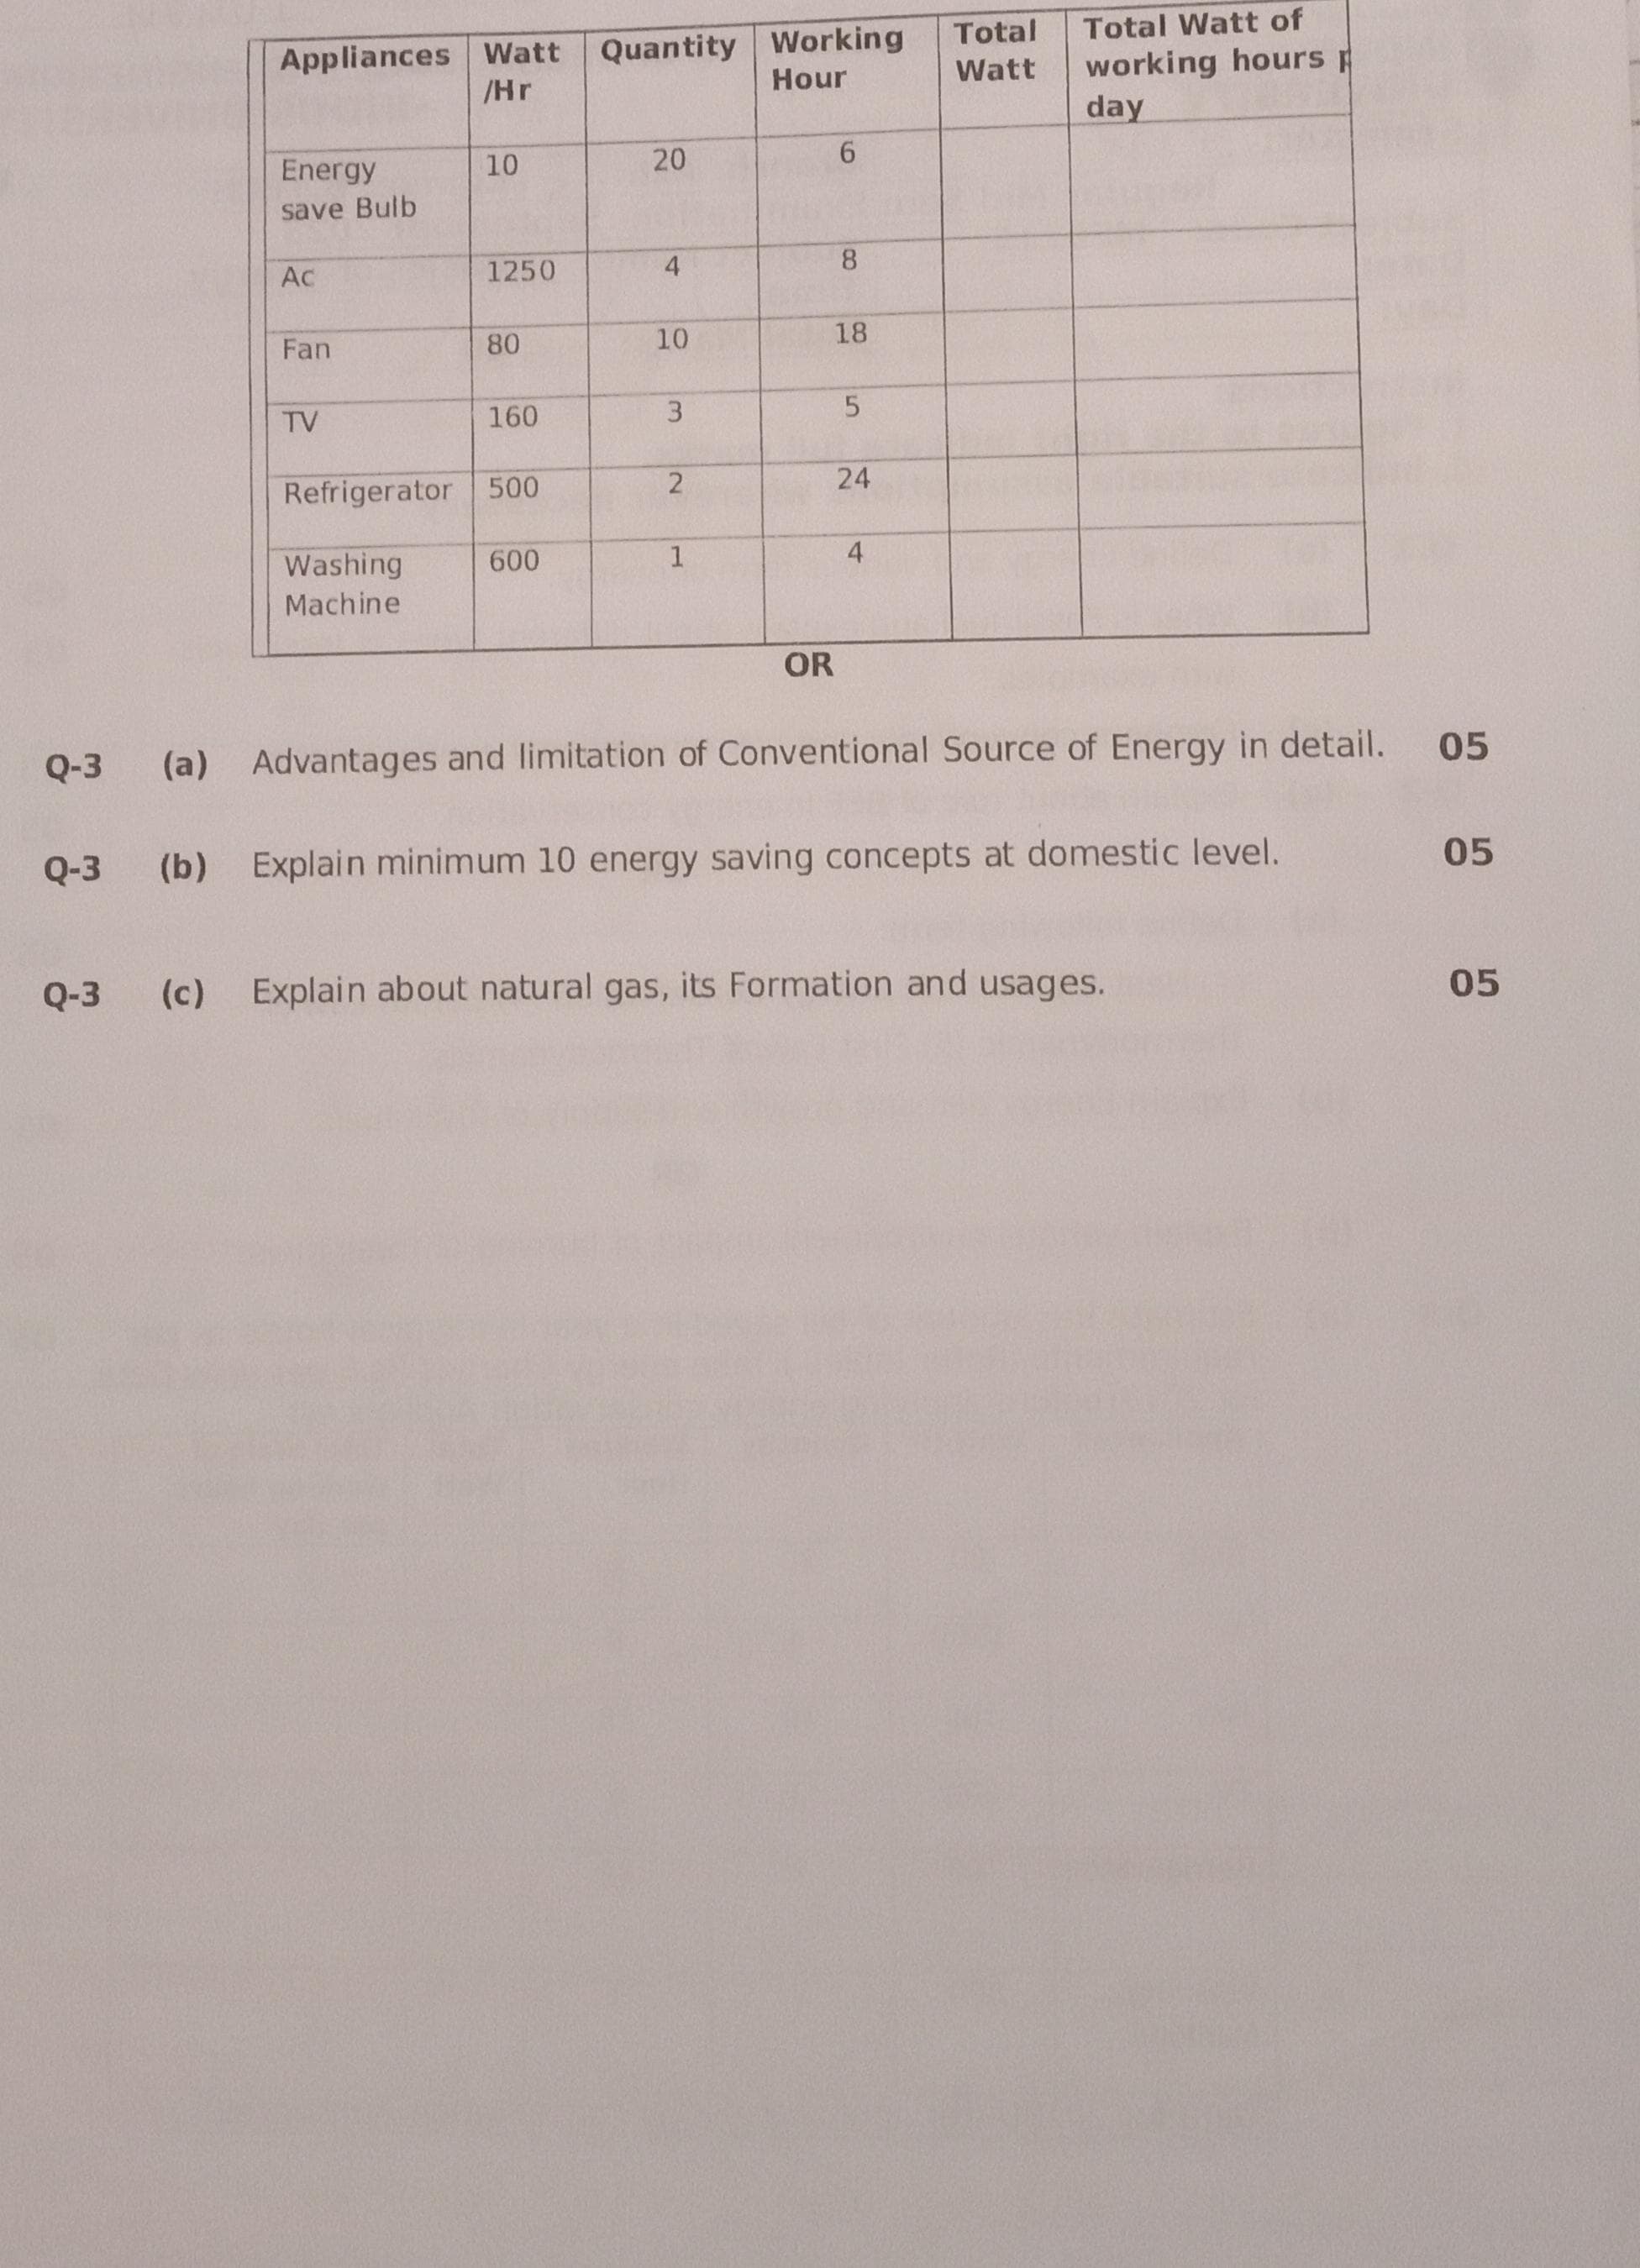 Appliances Watt /Hr Quantity Working Hour Total Watt Total Watt of working hours day
Energy save Bulb 10 20 6
Ac 1250 4 8
Fan 80 10 18
TV 160 3 5
Refrigerator 500 2 24
Washing Machine 600 1 4
OR
Q-3 (a) Advantages and limitation of Conventional Source of Energy in detail. 05
Q-3 (b) Explain minimum 10 energy saving concepts at domestic level. 05
Q-3 (c) Explain about natural gas, its Formation and usages. 05